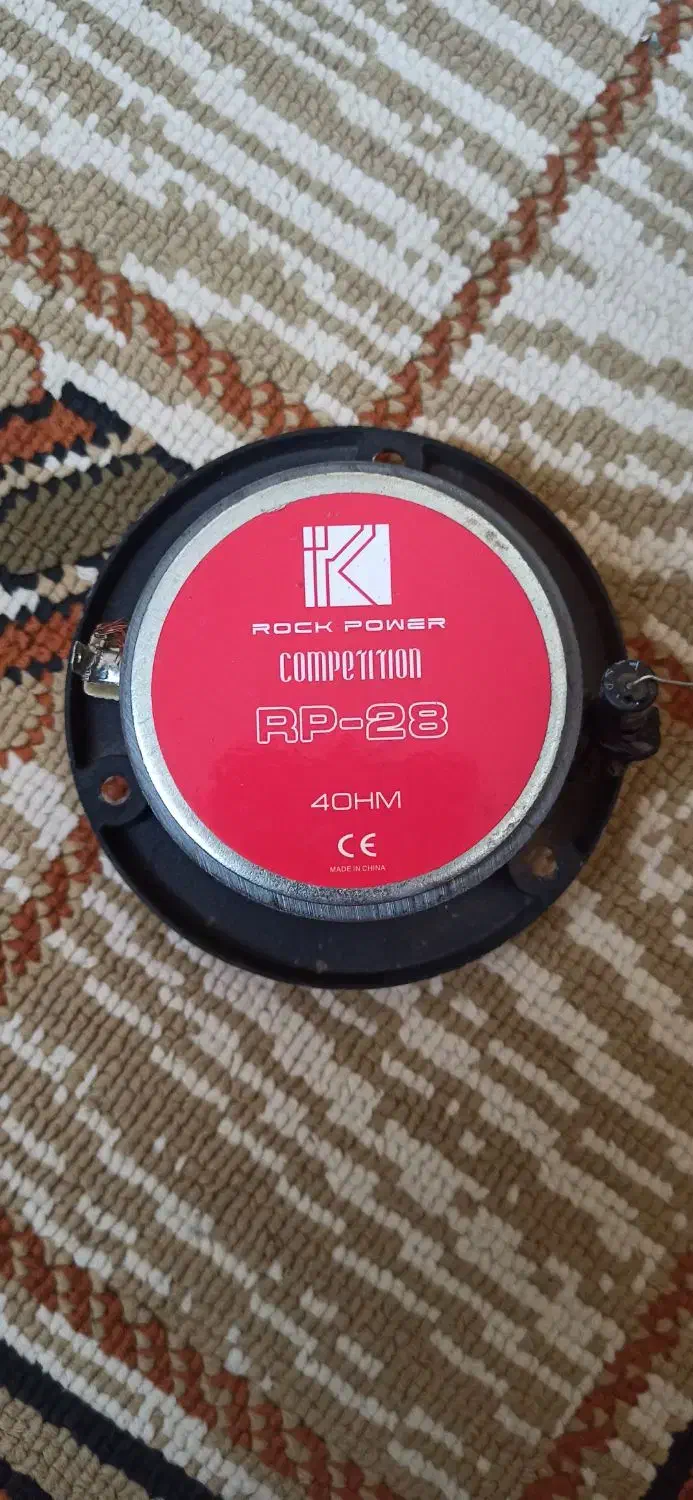 ROCK POWER
COMPETITION
RP-28
4OHM
CE
MADE IN CHINA